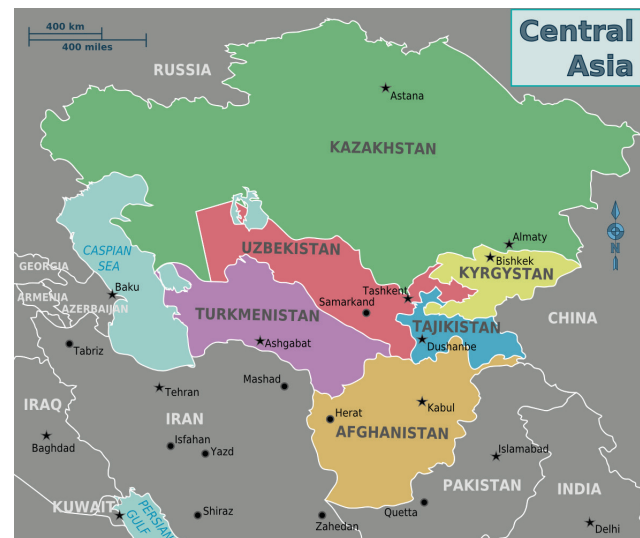 400 km
400 miles
Central
Asia
RUSSIA
Astana
KAZAKHSTAN
Almaty
UZBEKISTAN
CASPIAN
SEA
Bishkek
GEORGIA
KYRGYSTAN
N
Baku
Tashkent
ARMENJA
AZERBAIJAN
Samarkand
TURKMENISTAN
CHINA
TAJIKISTAN
Ashgabat
Dushanbe
Tabriz
Mashad
Tehran
IRAQ
IRAN
Herat
Kabul
AFGHANISTAN
Isfahan
Yazd
Baghdad
Islamabad
PAKISTAN
INDIA
KUWAIT
PERSIAN
GULF
Shiraz
Zahedan
Quetta
Delhi